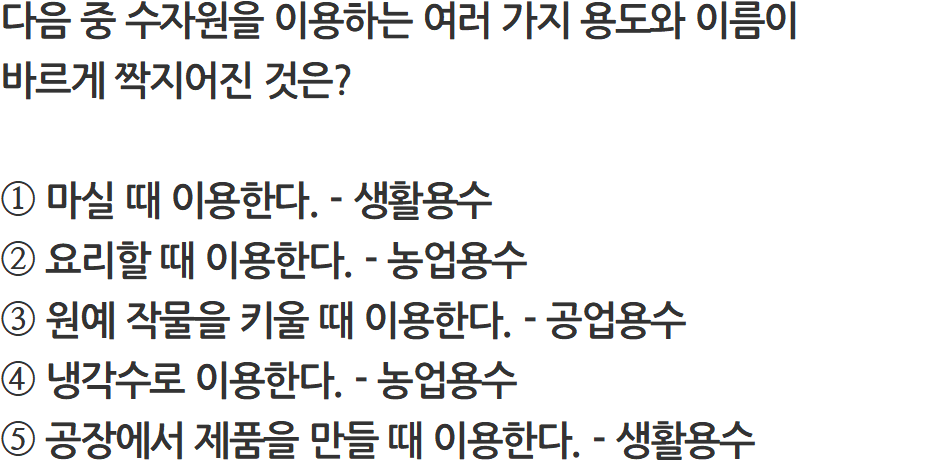 다음 중 수자원을 이용하는 여러 가지 용도와 이름이
바르게 짝지어진 것은?
① 마실 때 이용한다. - 생활용수
② 요리할 때 이용한다. - 농업용수
③ 원예 작물을 키울 때 이용한다. - 공업용수
④ 냉각수로 이용한다. - 농업용수
⑤ 공장에서 제품을 만들 때 이용한다. - 생활용수